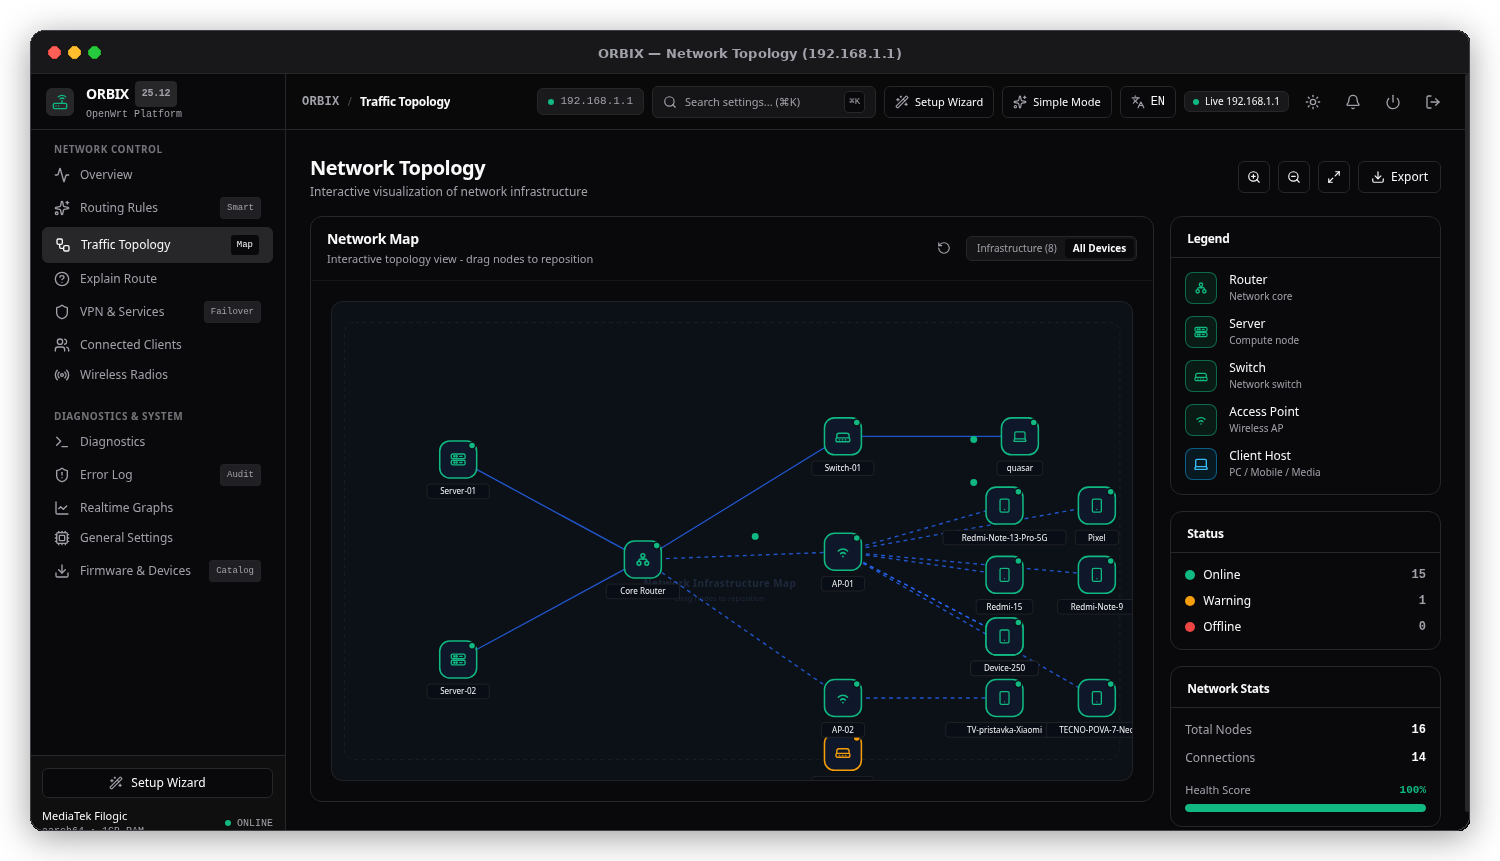 ORBIX — Network Topology (192.168.1.1)
ORBIX 25.12
OpenWrt Platform
ORBIX / Traffic Topology
192.168.1.1
Search settings... (⌘K) ⌘K
Setup Wizard
Simple Mode
EN
Live 192.168.1.1
NETWORK CONTROL
Overview
Routing Rules Smart
Traffic Topology Map
Explain Route
VPN & Services Failover
Connected Clients
Wireless Radios
DIAGNOSTICS & SYSTEM
Diagnostics
Error Log Audit
Realtime Graphs
General Settings
Firmware & Devices Catalog
Setup Wizard
MediaTek Filogic
ONLINE
Network Topology
Interactive visualization of network infrastructure
Export
Network Map
Interactive topology view - drag nodes to reposition
Infrastructure (8) All Devices
Switch-01
quasar
Server-01
Redmi-Note-13-Pro-5G
Pixel
Network Infrastructure Map
Core Router
AP-01
Redmi-15
Redmi-Note-9
Device-250
Server-02
AP-02
TV-pristavka-Xiaomi
TECNO-POVA-7-Neo
Legend
Router
Network core
Server
Compute node
Switch
Network switch
Access Point
Wireless AP
Client Host
PC / Mobile / Media
Status
Online 15
Warning 1
Offline 0
Network Stats
Total Nodes 16
Connections 14
Health Score 100%